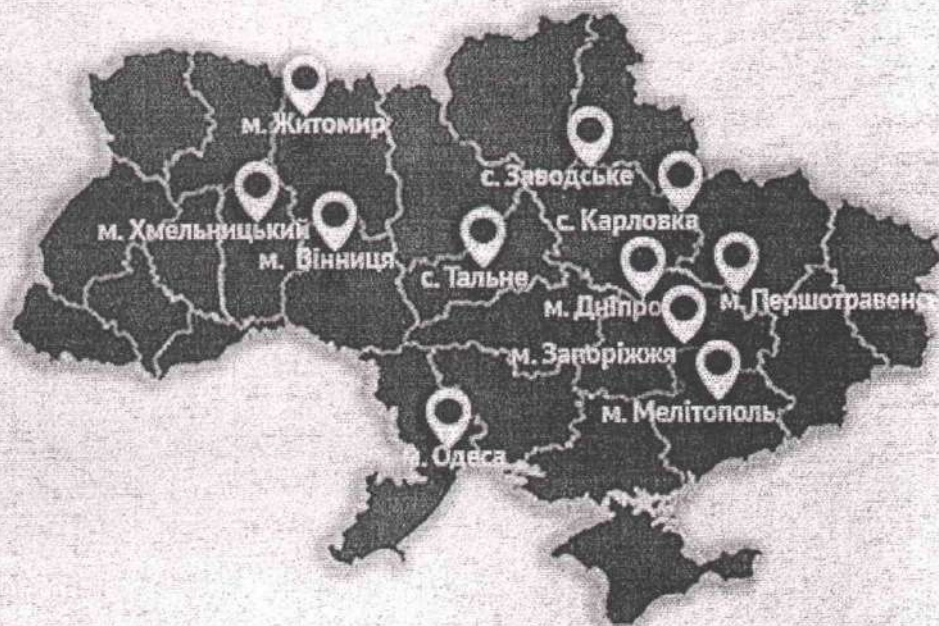 м. Житомир
с. Заводське
с. Карловка
м. Хмельницький
м. Вінниця
с. Тальне
м. Дніпро
м. Першотравенс
м. Запоріжжя
м. Мелітополь
м. Одеса